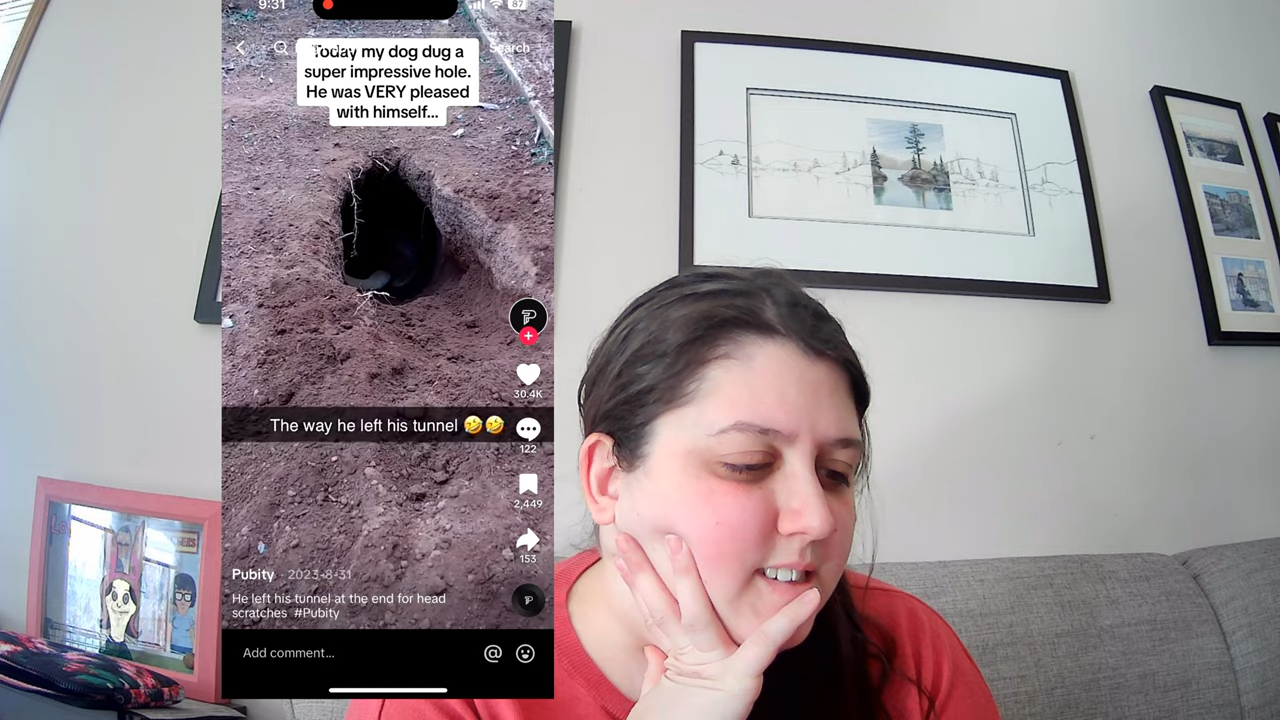 9:31
87
Search
Today my dog dug a
super impressive hole.
He was VERY pleased
with himself...
30.4K
The way he left his tunnel 🤣🤣
122
2,449
153
Pubity · 2023-8-31
He left his tunnel at the end for head
scratches #Pubity
Add comment...